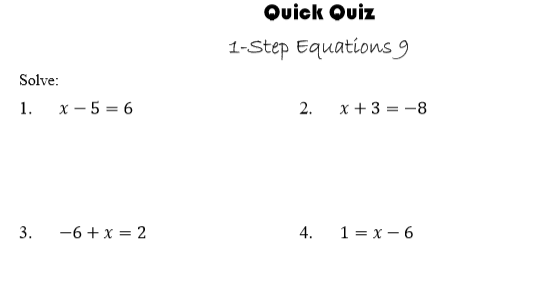 Quick Quiz
1-Step Equations 9
Solve:
1. x − 5 = 6 2. x + 3 = −8
3. −6 + x = 2 4. 1 = x − 6